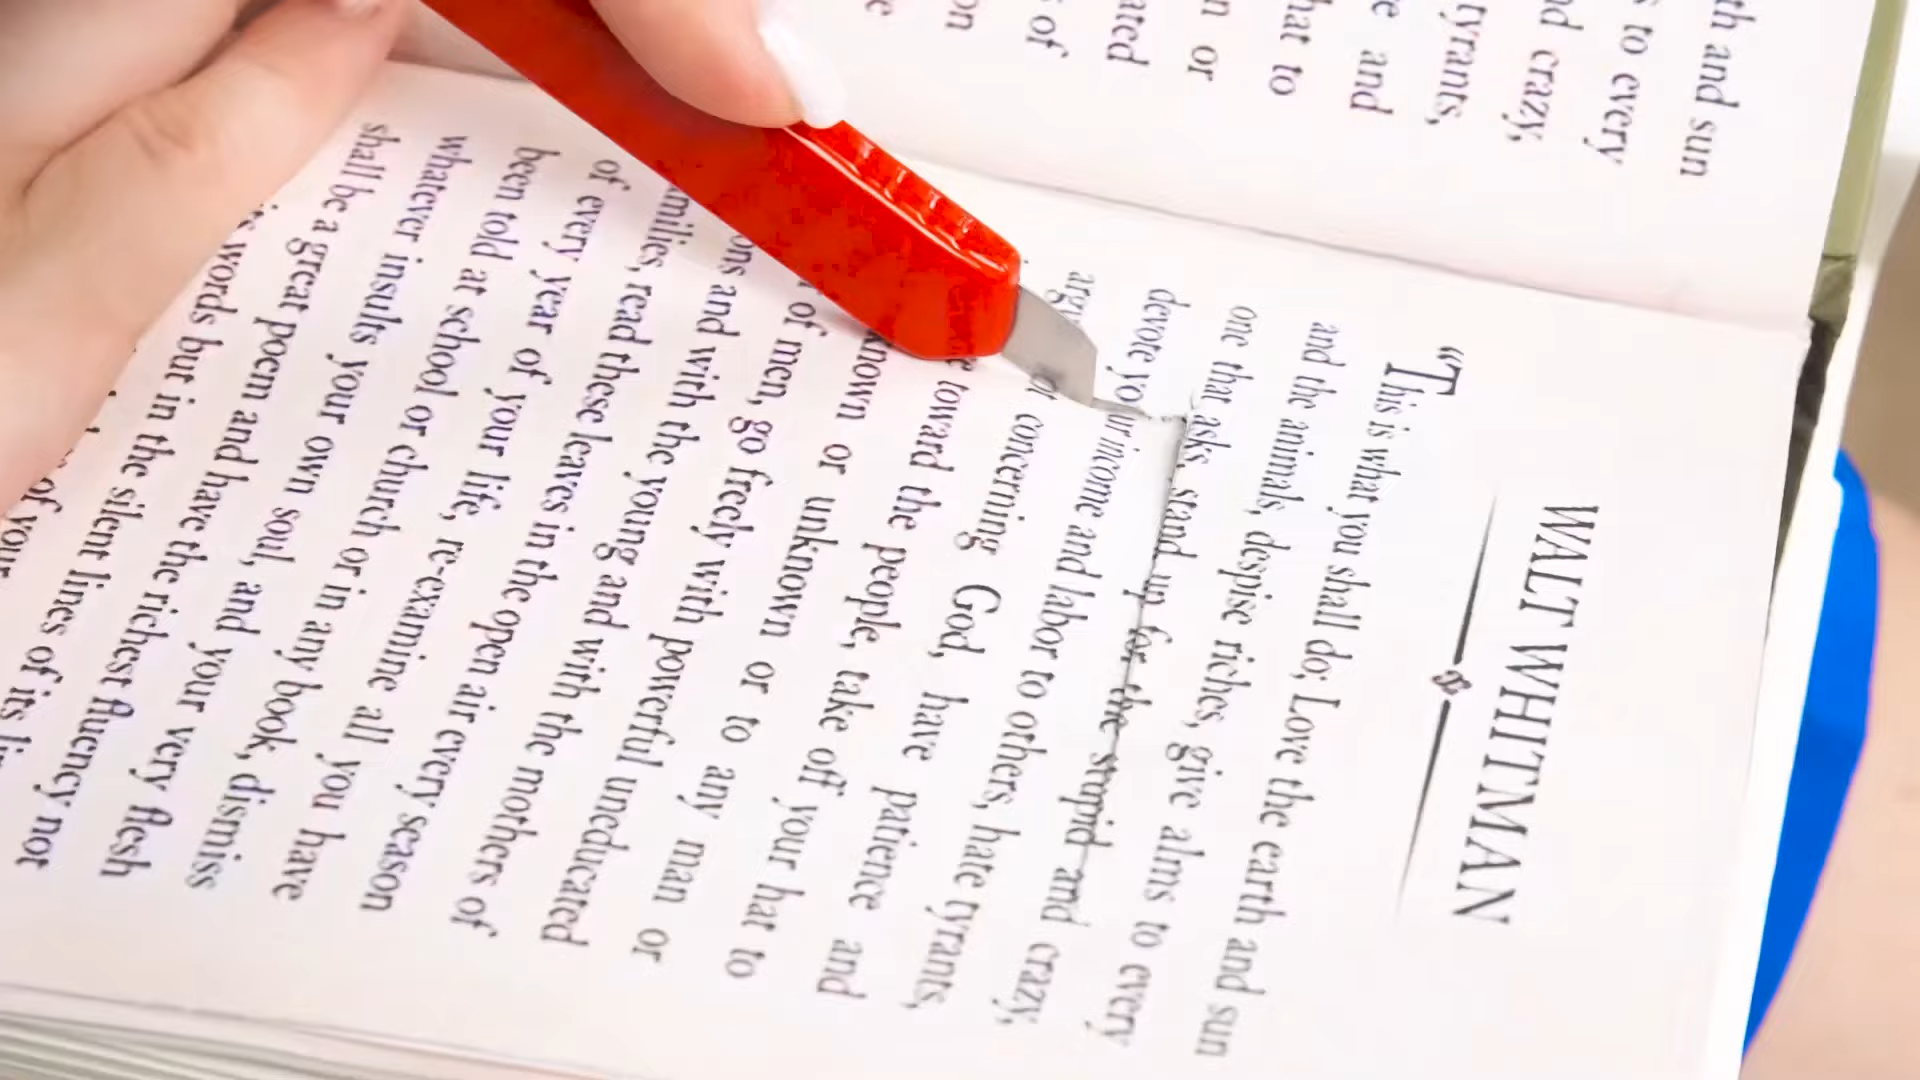 th and sun
to every
nd crazy,
tyrants,
and
hat to
or
ated
of
on
WALT WHITMAN
"This is what you shall do; Love the earth and sun
and the animals, despise riches, give alms to every
one that asks, stand up for the stupid and crazy,
devote your income and labor to others, hate tyrants,
concerning God, have patience and
toward the people, take off your hat to
known or unknown or to any man or
of men, go freely with powerful uneducated
ons and with the young and with the mothers of
milies, read these leaves in the open air every season
of every year of your life, re-examine all you have
been told at school or church or in any book, dismiss
whatever insults your own soul, and your very flesh
shall be a great poem and have the richest fluency not
its words but in the silent lines of its
of your